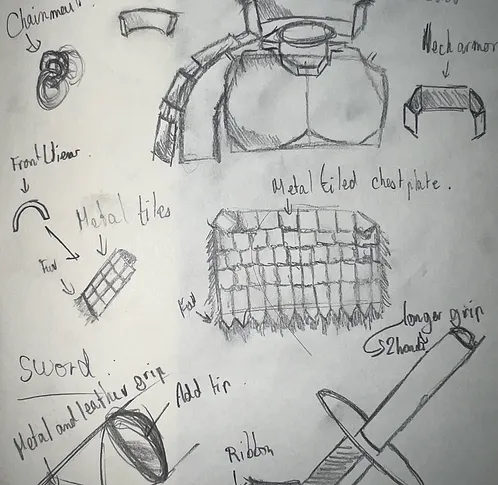 Chainmail.
Neck armor
Front View.
Metal tiled chestplate.
Metal tiles
Fur
Fur
longer grip
2 hands
Sword.
Metal and leather grip
Add tip.
Ribbon